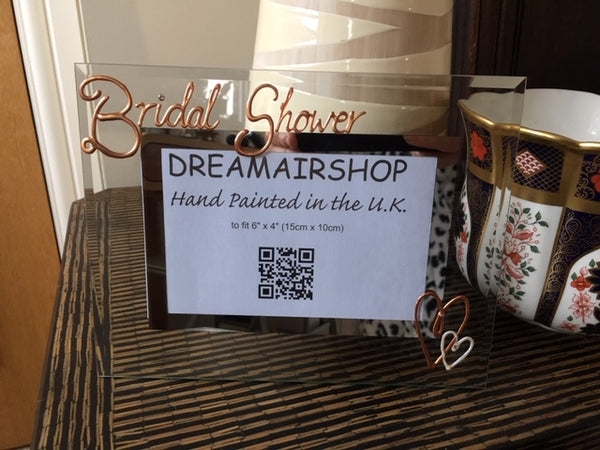 Bridal Shower
DREAMAIRSHOP
Hand Painted in the U.K.
to fit 6" x 4" (15cm x 10cm)